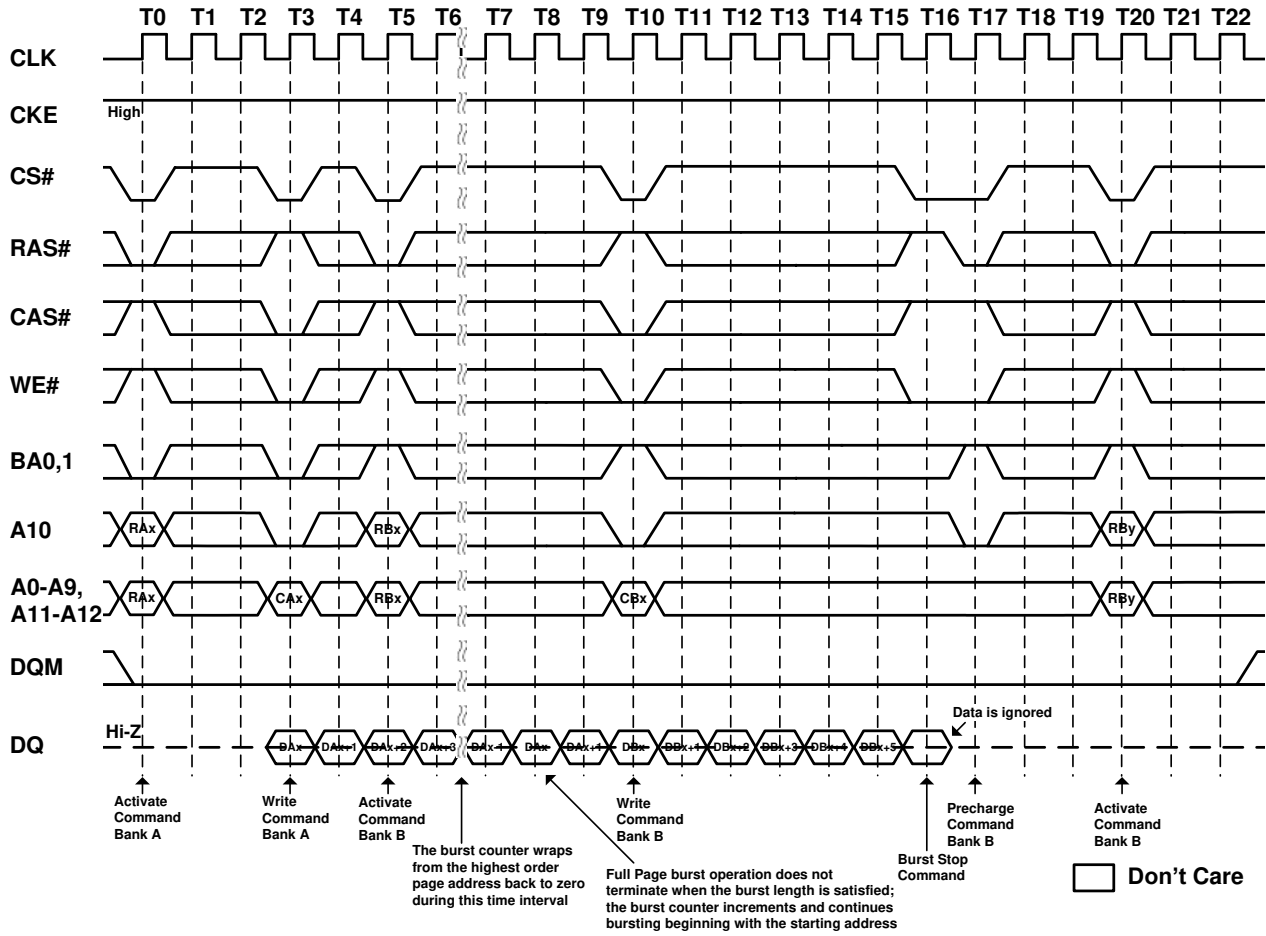 T0 T1 T2 T3 T4 T5 T6 T7 T8 T9 T10 T11 T12 T13 T14 T15 T16 T17 T18 T19 T20 T21 T22
CLK
CKE
High
CS#
RAS#
CAS#
WE#
BA0,1
A10
RAx RBx RBy
A0-A9,
A11-A12
RAx CAx RBx CBx RBy
DQM
Data is ignored
DQ
Hi-Z
DAx DAx+1 DAx+2 DAx+3 DAx-1 DAx DAx+1 DBx DBx+1 DBx+2 DBx+3 DBx+4 DBx+5
Activate
Command
Bank A
Write
Command
Bank A
Activate
Command
Bank B
The burst counter wraps
from the highest order
page address back to zero
during this time interval
Write
Command
Bank B
Full Page burst operation does not
terminate when the burst length is satisfied;
the burst counter increments and continues
bursting beginning with the starting address
Burst Stop
Command
Precharge
Command
Bank B
Activate
Command
Bank B
Don't Care